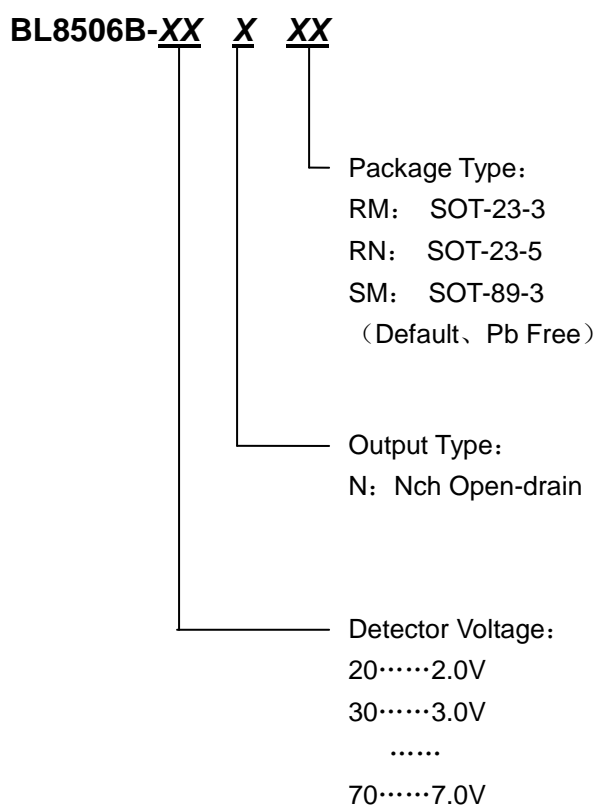 BL8506B-XX X XX
Package Type：
RM： SOT-23-3
RN： SOT-23-5
SM： SOT-89-3
（Default、Pb Free）
Output Type：
N：Nch Open-drain
Detector Voltage：
20⋯⋯2.0V
30⋯⋯3.0V
⋯⋯
70⋯⋯7.0V